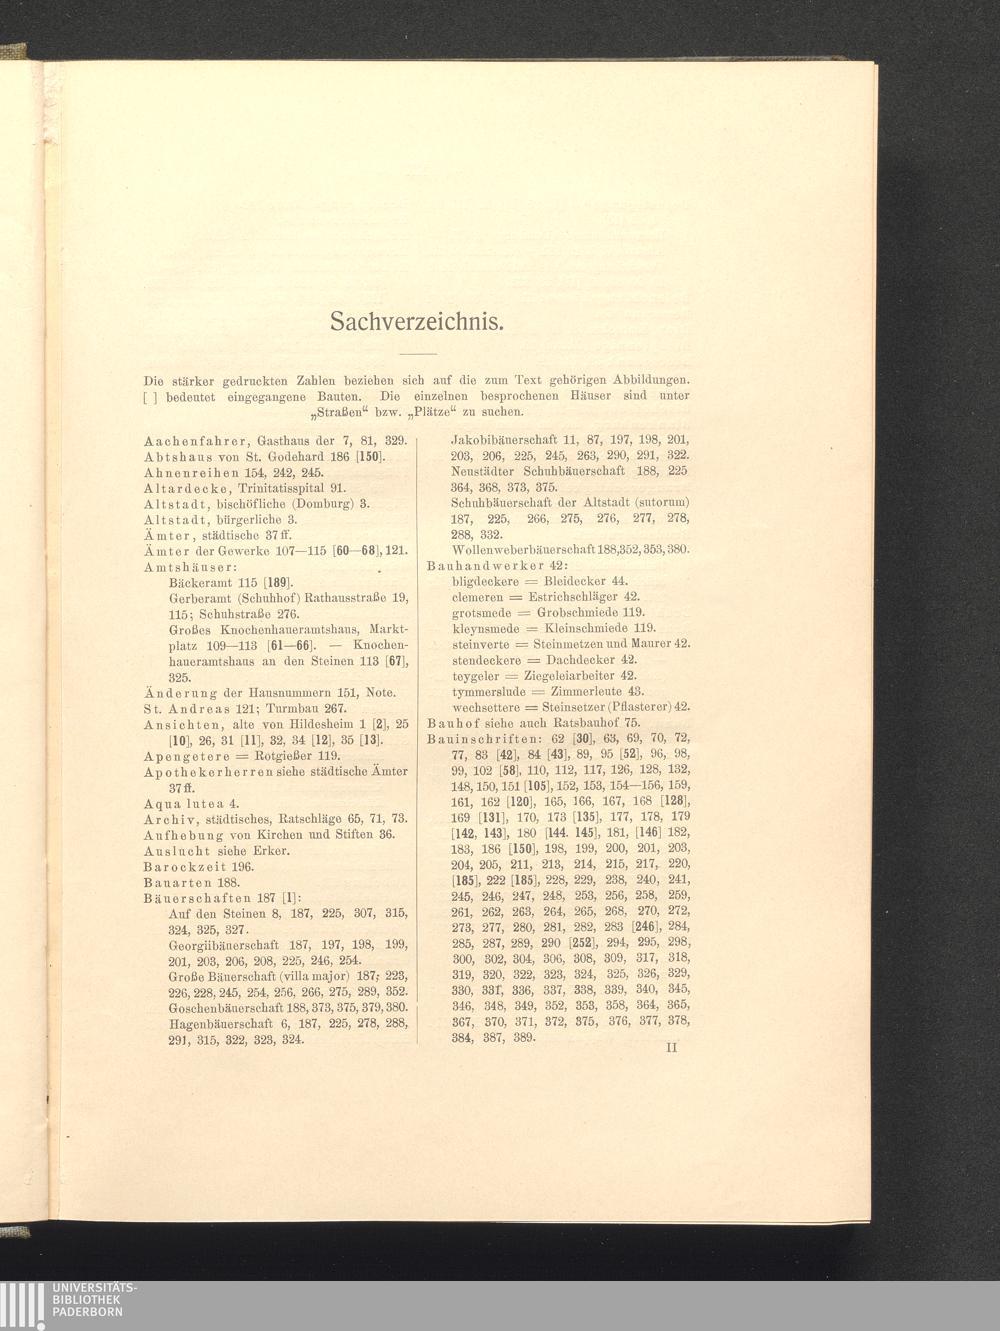 Sachverzeichnis.
Die stärker gedruckten Zahlen beziehen sich auf die zum Text gehörigen Abbildungen.
[ ] bedeutet eingegangene Bauten. Die einzelnen besprochenen Häuser sind unter
„Straßen“ bzw. „Plätze“ zu suchen.
Aachenfahrer, Gasthaus der 7, 81, 329.
Abtshaus von St. Godehard 186 [150].
Ahnenreihen 154, 242, 245.
Altardecke, Trinitatisspital 91.
Altstadt, bischöfliche (Domburg) 3.
Altstadt, bürgerliche 3.
Ämter, städtische 37 ff.
Ämter der Gewerke 107—115 [60—68], 121.
Amtshäuser:
Bäckeramt 115 [189].
Gerberamt (Schuhhof) Rathausstraße 19,
115; Schuhstraße 276.
Großes Knochenhaueramtshaus, Markt-
platz 109—113 [61—66]. — Knochen-
haueramtshaus an den Steinen 113 [67],
325.
Änderung der Hausnummern 151, Note.
St. Andreas 121; Turmbau 267.
Ansichten, alte von Hildesheim 1 [2], 25
[10], 26, 31 [11], 32, 34 [12], 35 [13].
Apengetere = Rotgießer 119.
Apothekerherren siehe städtische Ämter
37 ff.
Aqua lutea 4.
Archiv, städtisches, Ratschläge 65, 71, 73.
Aufhebung von Kirchen und Stiften 36.
Auslucht siehe Erker.
Barockzeit 196.
Bauarten 188.
Bäuerschaften 187 [1]:
Auf den Steinen 8, 187, 225, 307, 315,
324, 325, 327.
Georgiibäuerschaft 187, 197, 198, 199,
201, 203, 206, 208, 225, 246, 254.
Große Bäuerschaft (villa major) 187, 223,
226, 228, 245, 254, 256, 266, 275, 289, 352.
Goschenbäuerschaft 188, 373, 375, 379, 380.
Hagenbäuerschaft 6, 187, 225, 278, 288,
291, 315, 322, 323, 324.
Jakobibäuerschaft 11, 87, 197, 198, 201,
203, 206, 225, 245, 263, 290, 291, 322.
Neustädter Schuhbäuerschaft 188, 225
364, 368, 373, 375.
Schuhbäuerschaft der Altstadt (sutorum)
187, 225, 266, 275, 276, 277, 278,
288, 332.
Wollenweberbäuerschaft 188, 352, 353, 380.
Bauhandwerker 42:
bligdeckere = Bleidecker 44.
clemeren = Estrichschläger 42.
grotsmede = Grobschmiede 119.
kleynsmede = Kleinschmiede 119.
steinverte = Steinmetzen und Maurer 42.
stendeckere = Dachdecker 42.
teygeler = Ziegeleiarbeiter 42.
tymmerslude = Zimmerleute 43.
wechsettere = Steinsetzer (Pflasterer) 42.
Bauhof siehe auch Ratsbauhof 75.
Bauinschriften: 62 [30], 63, 69, 70, 72,
77, 83 [42], 84 [43], 89, 95 [52], 96, 98,
99, 102 [58], 110, 112, 117, 126, 128, 132,
148, 150, 151 [105], 152, 153, 154—156, 159,
161, 162 [120], 165, 166, 167, 168 [128],
169 [131], 170, 173 [135], 177, 178, 179
[142, 143], 180 [144. 145], 181, [146] 182,
183, 186 [150], 198, 199, 200, 201, 203,
204, 205, 211, 213, 214, 215, 217, 220,
[185], 222 [185], 228, 229, 238, 240, 241,
245, 246, 247, 248, 253, 256, 258, 259,
261, 262, 263, 264, 265, 268, 270, 272,
273, 277, 280, 281, 282, 283 [246], 284,
285, 287, 289, 290 [252], 294, 295, 298,
300, 302, 304, 306, 308, 309, 317, 318,
319, 320, 322, 323, 324, 325, 326, 329,
330, 331, 336, 337, 338, 339, 340, 345,
346, 348, 349, 352, 353, 358, 364, 365,
367, 370, 371, 372, 375, 376, 377, 378,
384, 387, 389.
II
UNIVERSITÄTS-
BIBLIOTHEK
PADERBORN